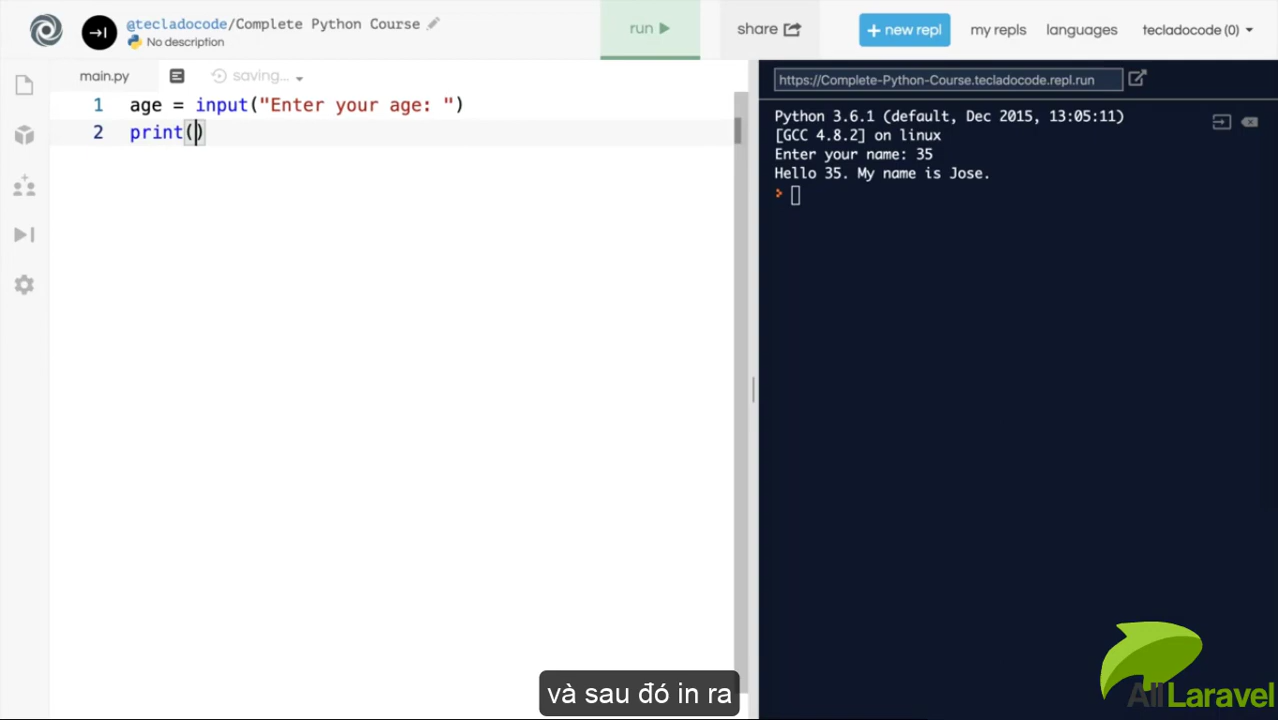 @tecladocode/Complete Python Course
No description
run
share
+ new repl
my repls
languages
tecladocode (0)
main.py
saving...
1 age = input("Enter your age: ")
2 print()
https://Complete-Python-Course.tecladocode.repl.run
Python 3.6.1 (default, Dec 2015, 13:05:11)
[GCC 4.8.2] on linux
Enter your name: 35
Hello 35. My name is Jose.
và sau đó in ra
AllLaravel